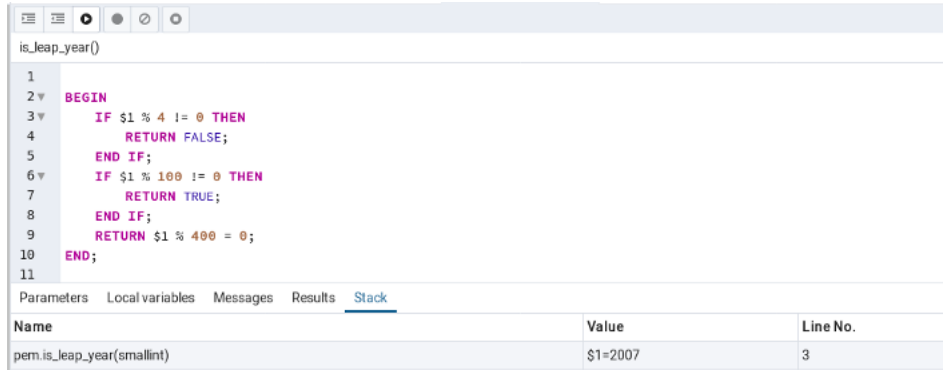 is_leap_year()
1
2 BEGIN
3 IF $1 % 4 != 0 THEN
4 RETURN FALSE;
5 END IF;
6 IF $1 % 100 != 0 THEN
7 RETURN TRUE;
8 END IF;
9 RETURN $1 % 400 = 0;
10 END;
11
Parameters Local variables Messages Results Stack
Name Value Line No.
pem.is_leap_year(smallint) $1=2007 3